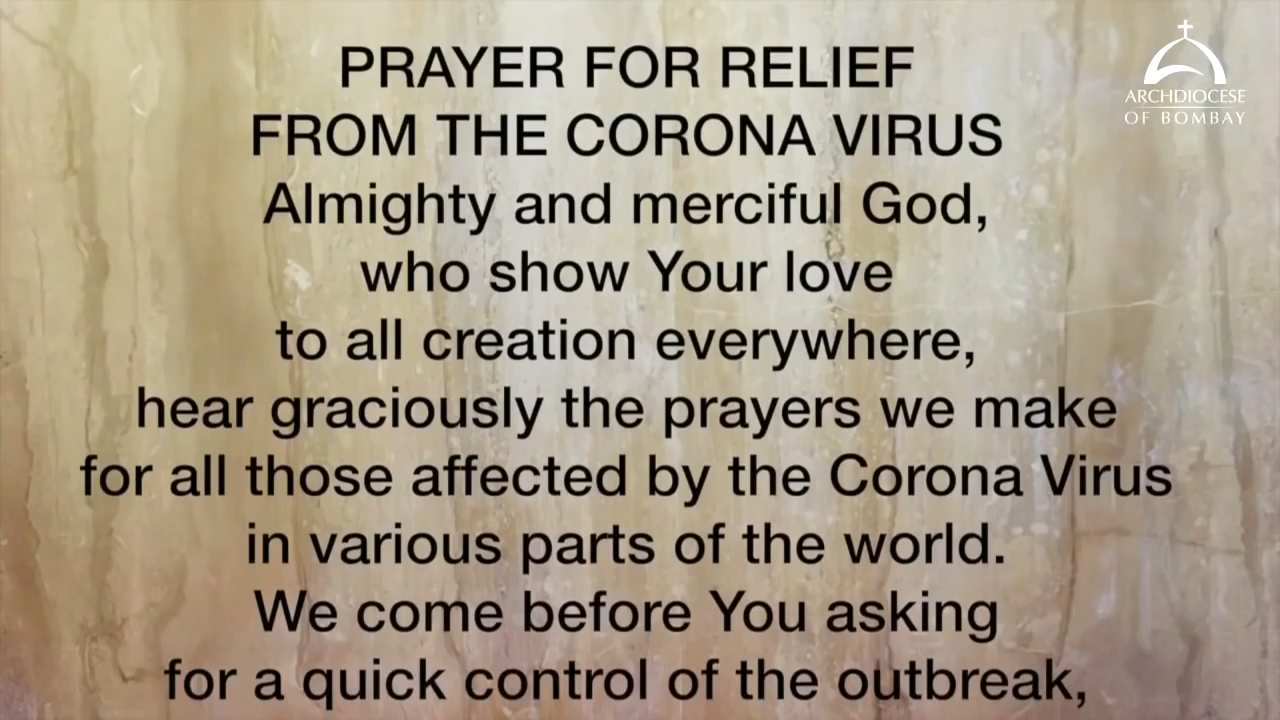 PRAYER FOR RELIEF
FROM THE CORONA VIRUS
Almighty and merciful God,
who show Your love
to all creation everywhere,
hear graciously the prayers we make
for all those affected by the Corona Virus
in various parts of the world.
We come before You asking
for a quick control of the outbreak,
ARCHDIOCESE
OF BOMBAY